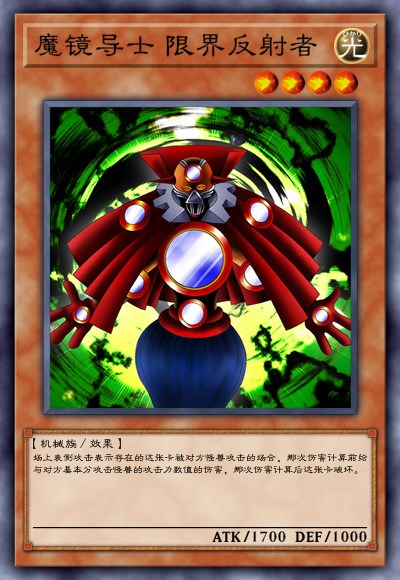 魔镜导士 限界反射者
光
ひかり
【机械族／效果】
场上表侧攻击表示存在的这张卡被对方怪兽攻击的场合，那次伤害计算前给
与对方基本分攻击怪兽的攻击力数值的伤害，那次伤害计算后这张卡破坏。
ATK/1700 DEF/1000